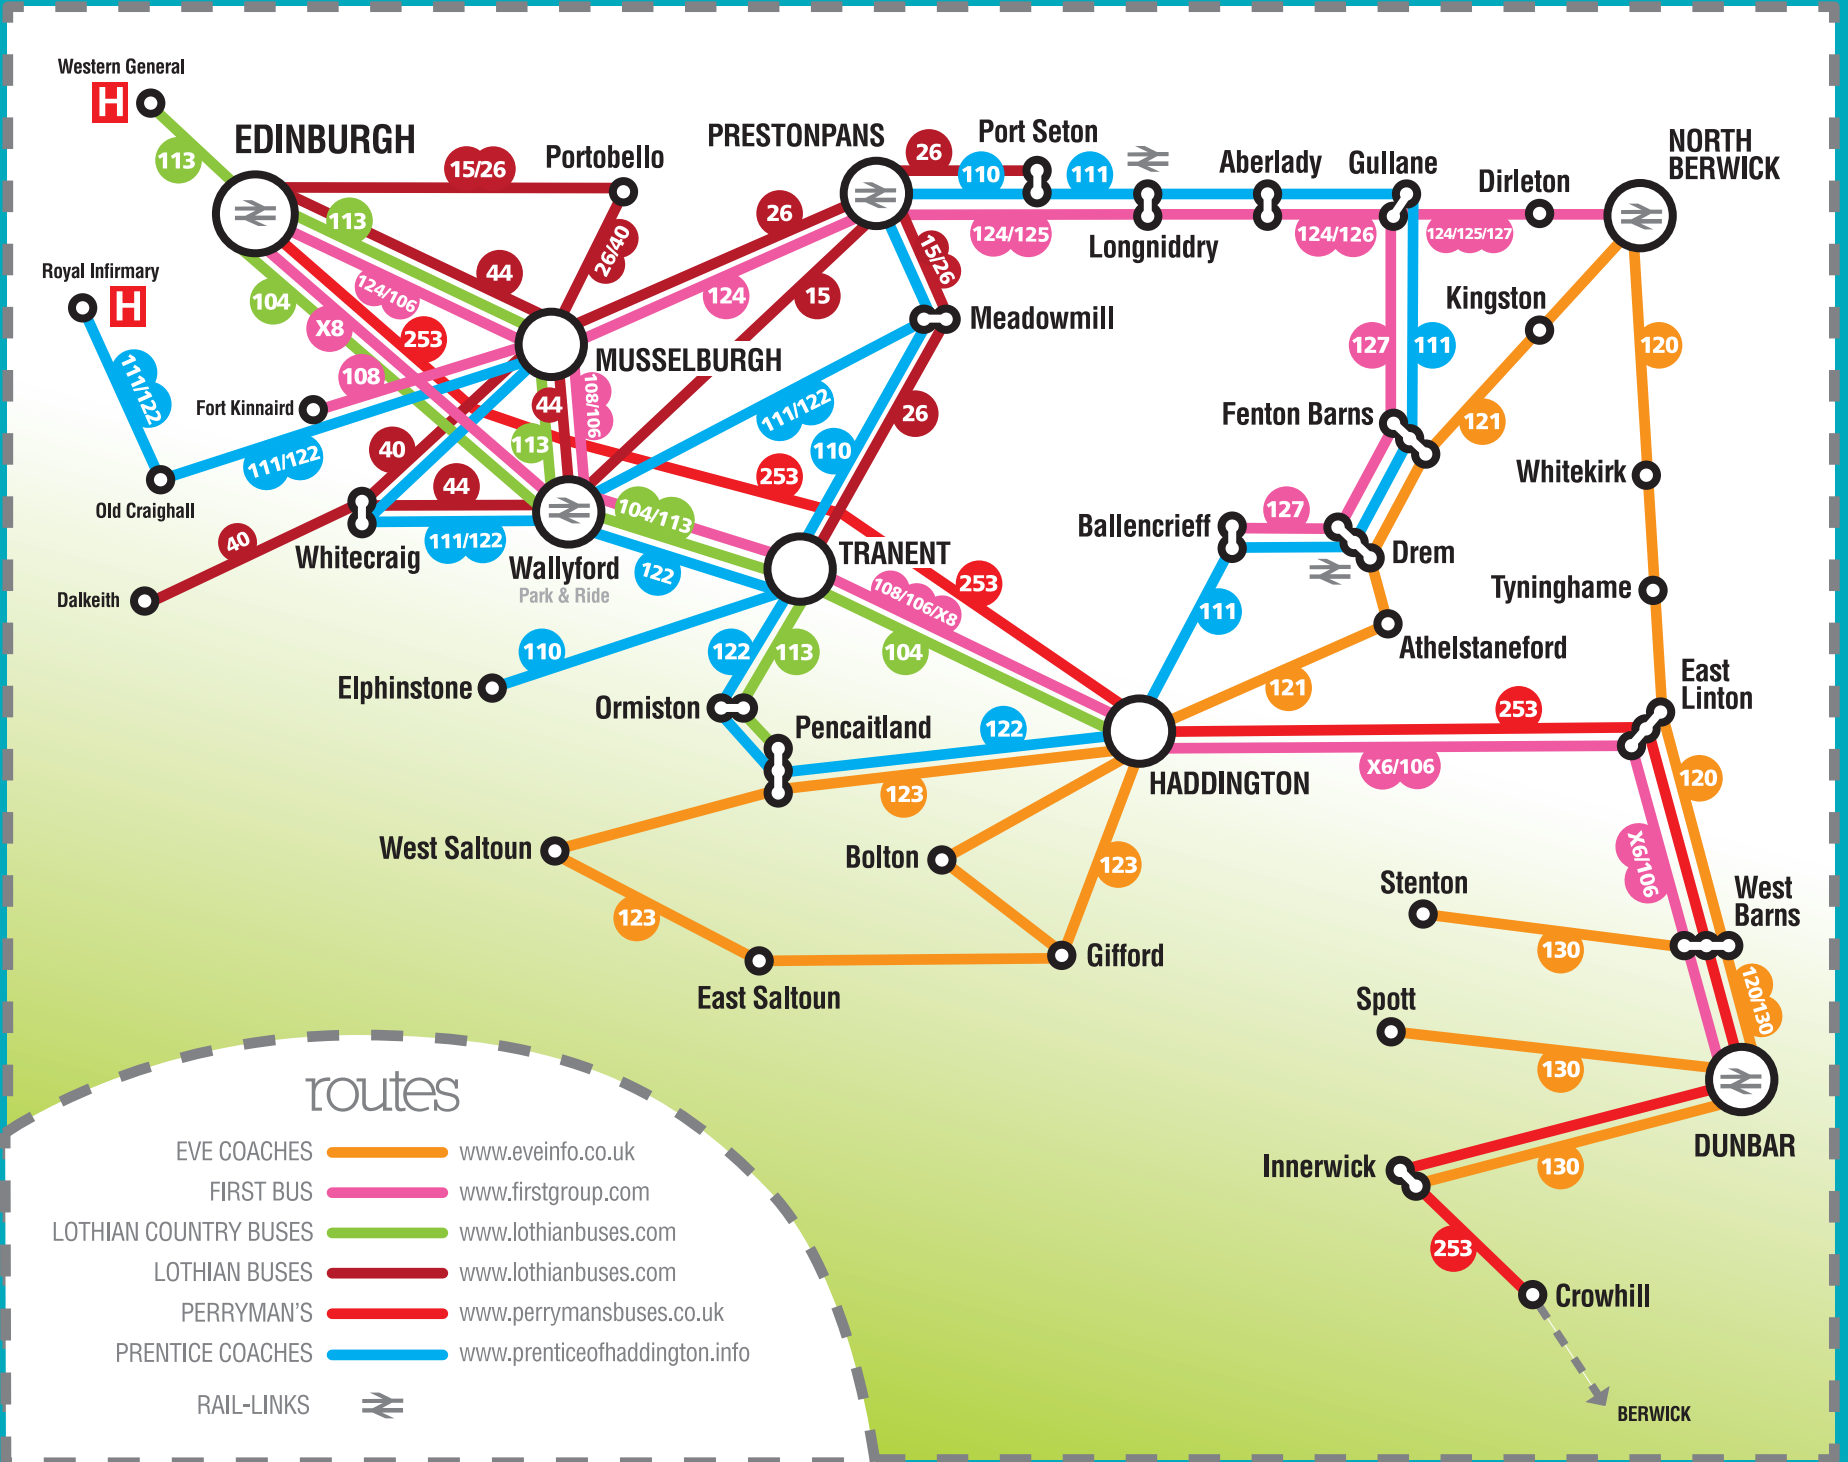 Western General
H
113
EDINBURGH
15/26
Portobello
PRESTONPANS
26
Port Seton
110
111
Aberlady
Gullane
Dirleton
NORTH
BERWICK
113
26
26/40
44
124/106
124
15
15/26
124/125
Longniddry
124/126
124/125/127
Royal Infirmary
H
104
X8
253
Meadowmill
Kingston
MUSSELBURGH
127
111
120
111/122
108
Fort Kinnaird
44
108/106
111/122
26
Fenton Barns
121
40
113
110
111/122
253
Whitekirk
44
Old Craighall
104/113
127
Ballencrieff
40
Whitecraig
111/122
Wallyford
Park & Ride
122
TRANENT
Drem
Dalkeith
108/106/X8
253
Tyninghame
111
110
122
113
104
Athelstaneford
Elphinstone
121
East
Linton
Ormiston
Pencaitland
122
253
HADDINGTON
X6/106
120
123
West Saltoun
Bolton
123
X6/106
Stenton
West
Barns
123
130
Gifford
East Saltoun
Spott
120/130
130
DUNBAR
Innerwick
130
253
Crowhill
BERWICK
routes
EVE COACHES www.eveinfo.co.uk
FIRST BUS www.firstgroup.com
LOTHIAN COUNTRY BUSES www.lothianbuses.com
LOTHIAN BUSES www.lothianbuses.com
PERRYMAN'S www.perrymansbuses.co.uk
PRENTICE COACHES www.prenticeofhaddington.info
RAIL-LINKS